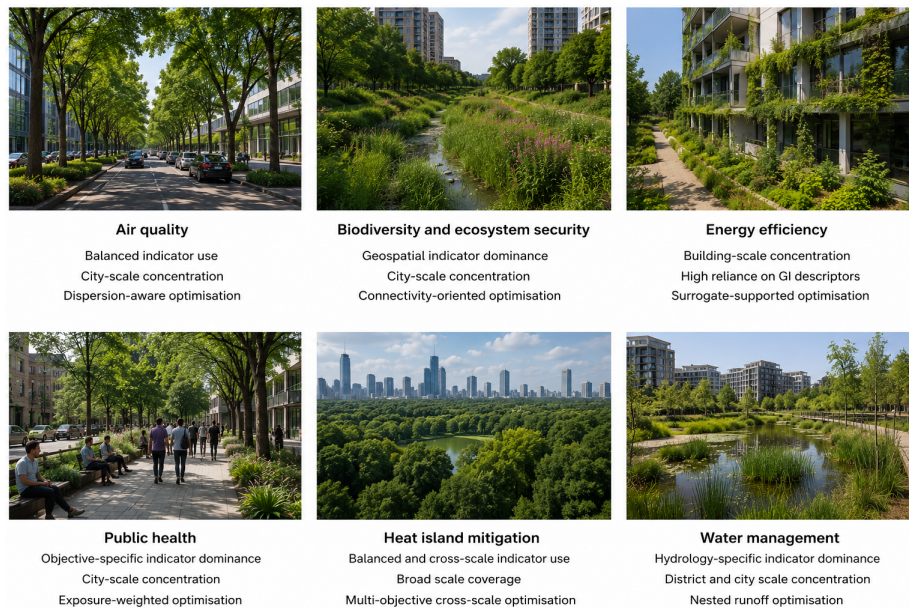 Air quality
Balanced indicator use
City-scale concentration
Dispersion-aware optimisation
Biodiversity and ecosystem security
Geospatial indicator dominance
City-scale concentration
Connectivity-oriented optimisation
Energy efficiency
Building-scale concentration
High reliance on GI descriptors
Surrogate-supported optimisation
Public health
Objective-specific indicator dominance
City-scale concentration
Exposure-weighted optimisation
Heat island mitigation
Balanced and cross-scale indicator use
Broad scale coverage
Multi-objective cross-scale optimisation
Water management
Hydrology-specific indicator dominance
District and city scale concentration
Nested runoff optimisation